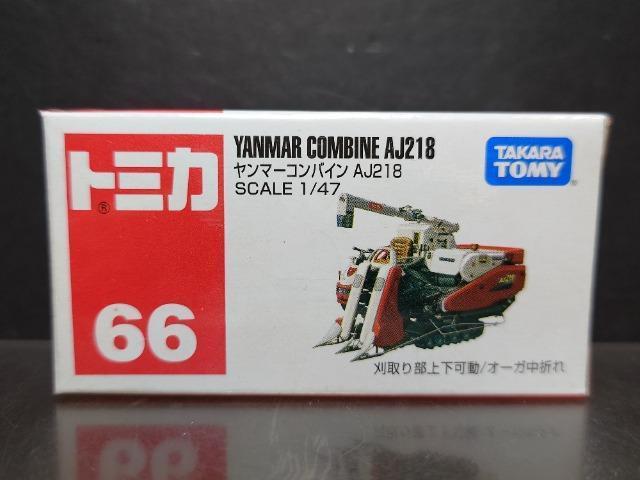 トミカ
®
66
YANMAR COMBINE AJ218
ヤンマーコンバイン AJ218
SCALE 1/47
TAKARA
TOMY
刈取り部上下可動/オーガ中折れ